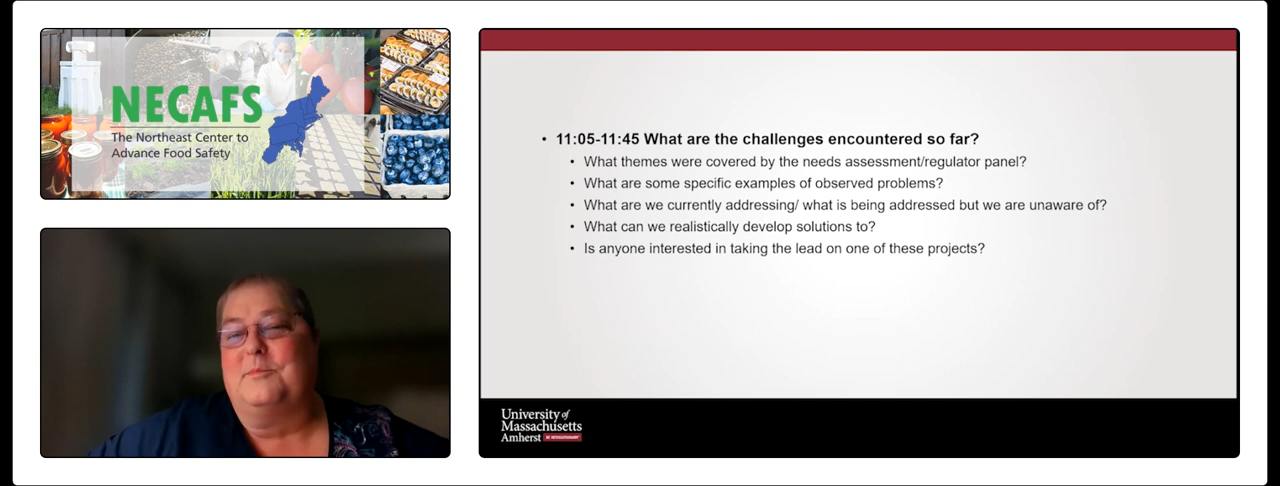 NECAFS
The Northeast Center to
Advance Food Safety
• 11:05-11:45 What are the challenges encountered so far?
• What themes were covered by the needs assessment/regulator panel?
• What are some specific examples of observed problems?
• What are we currently addressing/ what is being addressed but we are unaware of?
• What can we realistically develop solutions to?
• Is anyone interested in taking the lead on one of these projects?
University of
Massachusetts
Amherst BE REVOLUTIONARY